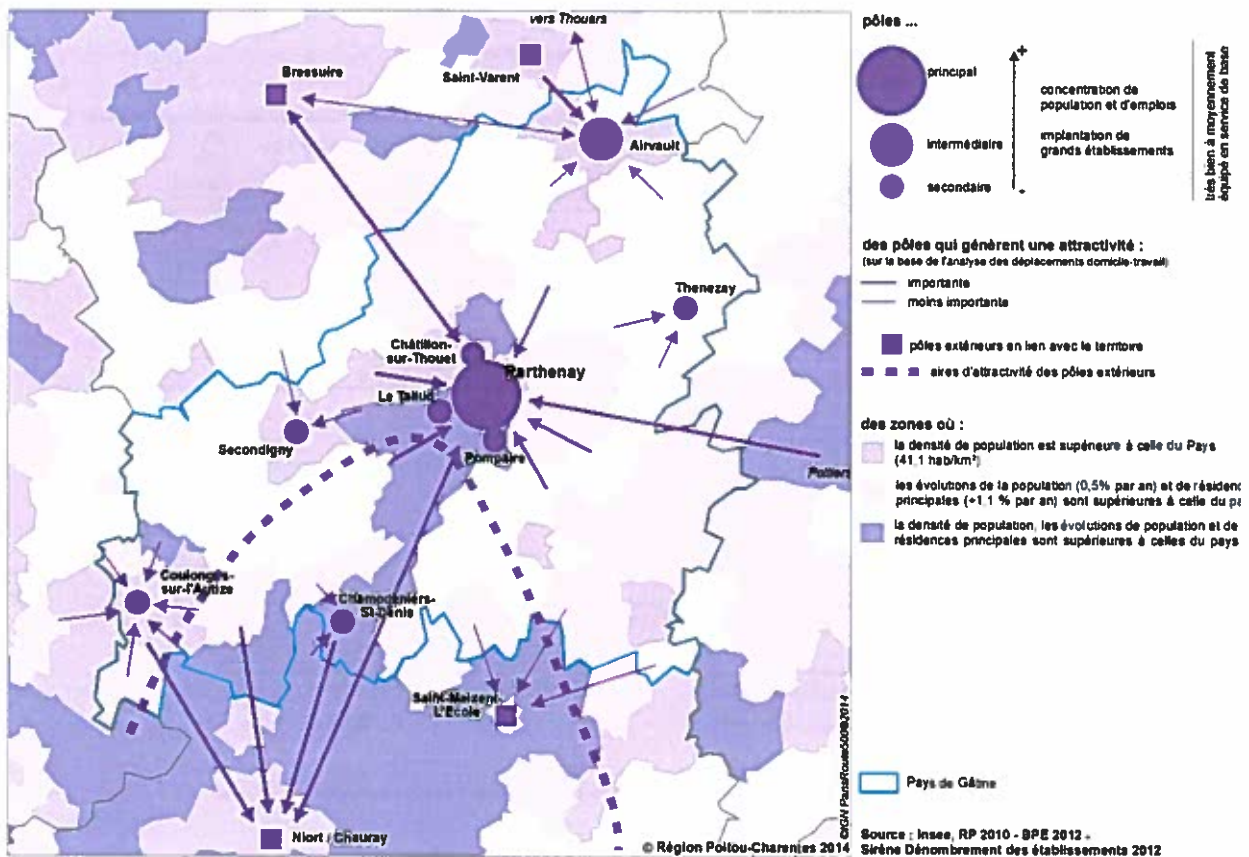 vers Thouars
Bressuire
Saint-Varent
Airvault
Thenezay
Châtillon-
sur-Thouet
Parthenay
Le Tallud
Secondigny
Pompaire
Poitiers
Coulonges-
sur-l'Autize
Champdeniers-
St-Denis
Saint-Maixent-
L'Ecole
Niort / Chauray
© Région Poitou-Charentes 2014
pôles ...
principal
intermédiaire
secondaire
+
-
concentration de
population et d'emplois
implantation de
grands établissements
très bien à moyennement
équipé en service de base
des pôles qui génèrent une attractivité :
(sur la base de l'analyse des déplacements domicile-travail)
importante
moins importante
pôles extérieurs en lien avec le territoire
aires d'attractivité des pôles extérieurs
des zones où :
la densité de population est supérieure à celle du Pays
(41,1 hab/km²)
les évolutions de la population (0,5% par an) et de résiden
principales (+1,1 % par an) sont supérieures à celle du pa
la densité de population, les évolutions de population et de
résidences principales sont supérieures à celles du pays
Pays de Gâtine
Source : Insee, RP 2010 - BPE 2012 -
Sirène Dénombrement des établissements 2012